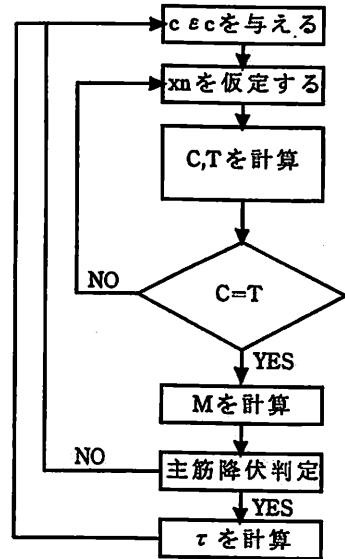 c εcを与える
xnを仮定する
C,Tを計算
NO
C=T
YES
Mを計算
NO
主筋降伏判定
YES
τを計算